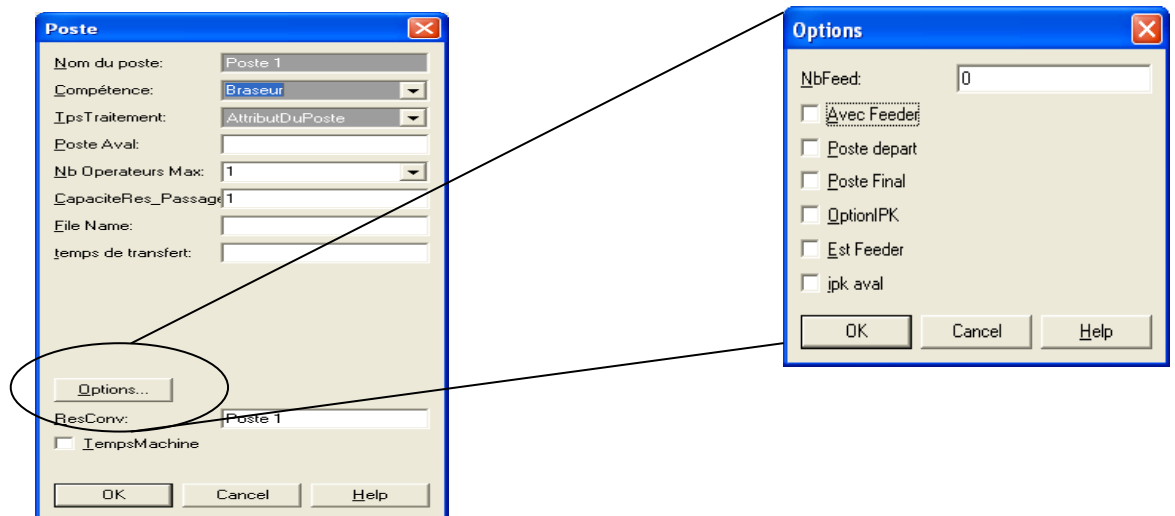 Poste
Nom du poste: Poste 1
Compétence: Braseur
TpsTraitement: AttributDuPoste
Poste Aval:
Nb Operateurs Max: 1
CapaciteRes_Passage 1
File Name:
temps de transfert:
Options...
ResConv: Poste 1
TempsMachine
OK Cancel Help
Options
NbFeed: 0
Avec Feeder
Poste depart
Poste Final
OptionIPK
Est Feeder
ipk aval
OK Cancel Help